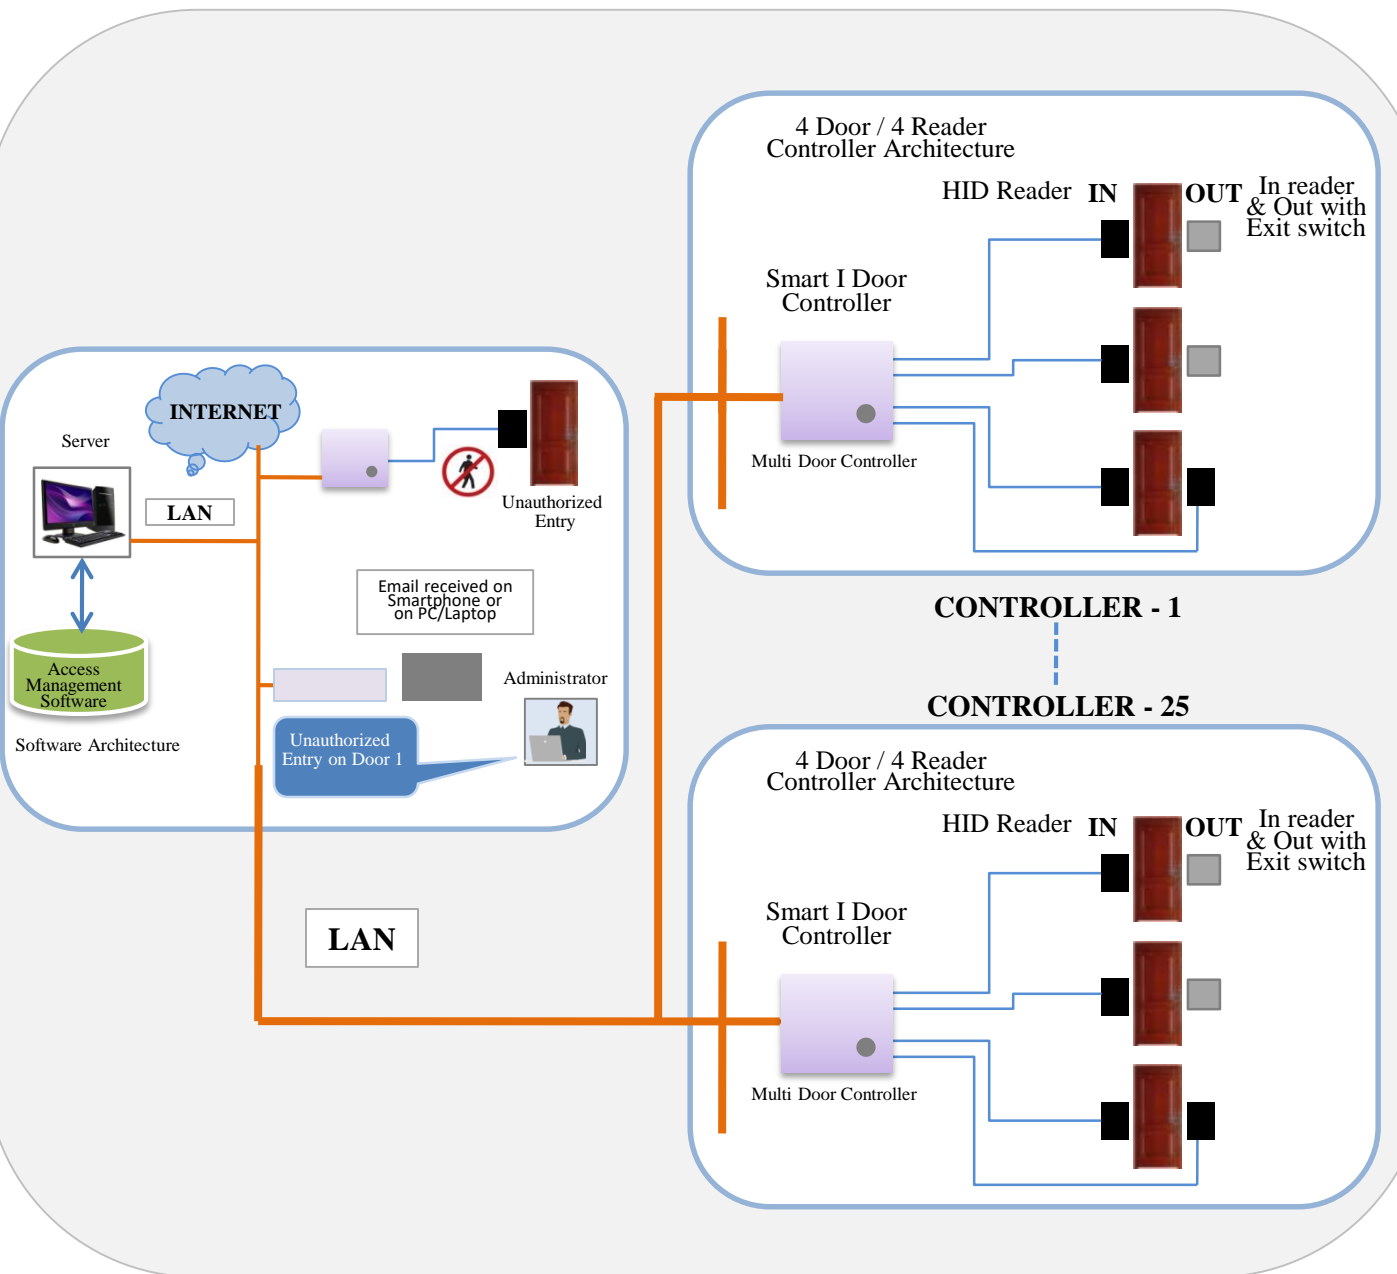 4 Door / 4 Reader
Controller Architecture
HID Reader IN OUT
In reader
& Out with
Exit switch
Smart I Door
Controller
Multi Door Controller
CONTROLLER - 1
INTERNET
Server
LAN
Unauthorized
Entry
Email received on
Smartphone or
on PC/Laptop
Access
Management
Software
Software Architecture
Administrator
Unauthorized
Entry on Door 1
LAN
CONTROLLER - 25
4 Door / 4 Reader
Controller Architecture
HID Reader IN OUT
In reader
& Out with
Exit switch
Smart I Door
Controller
Multi Door Controller